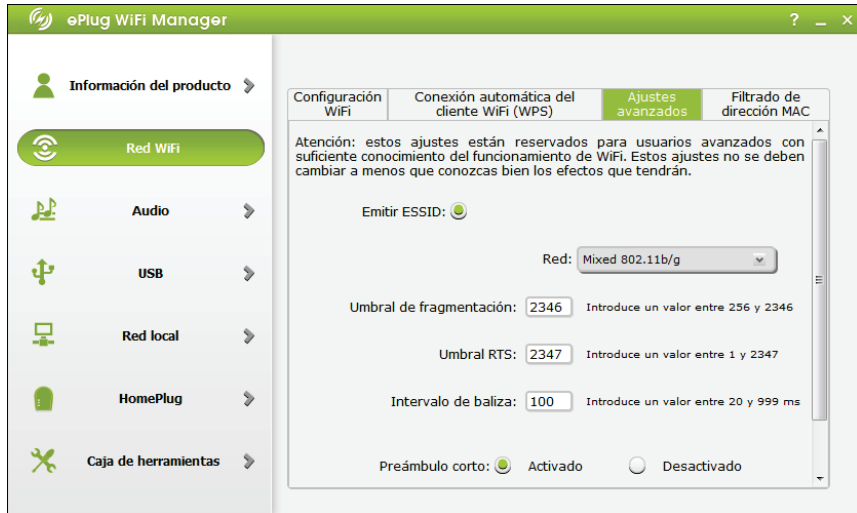 ePlug WiFi Manager
?
Información del producto
Red WiFi
Audio
USB
Red local
HomePlug
Caja de herramientas
Configuración
WiFi
Conexión automática del
cliente WiFi (WPS)
Ajustes
avanzados
Filtrado de
dirección MAC
Atención: estos ajustes están reservados para usuarios avanzados con
suficiente conocimiento del funcionamiento de WiFi. Estos ajustes no se deben
cambiar a menos que conozcas bien los efectos que tendrán.
Emitir ESSID:
Red: Mixed 802.11b/g
Umbral de fragmentación: 2346 Introduce un valor entre 256 y 2346
Umbral RTS: 2347 Introduce un valor entre 1 y 2347
Intervalo de baliza: 100 Introduce un valor entre 20 y 999 ms
Preámbulo corto: Activado Desactivado